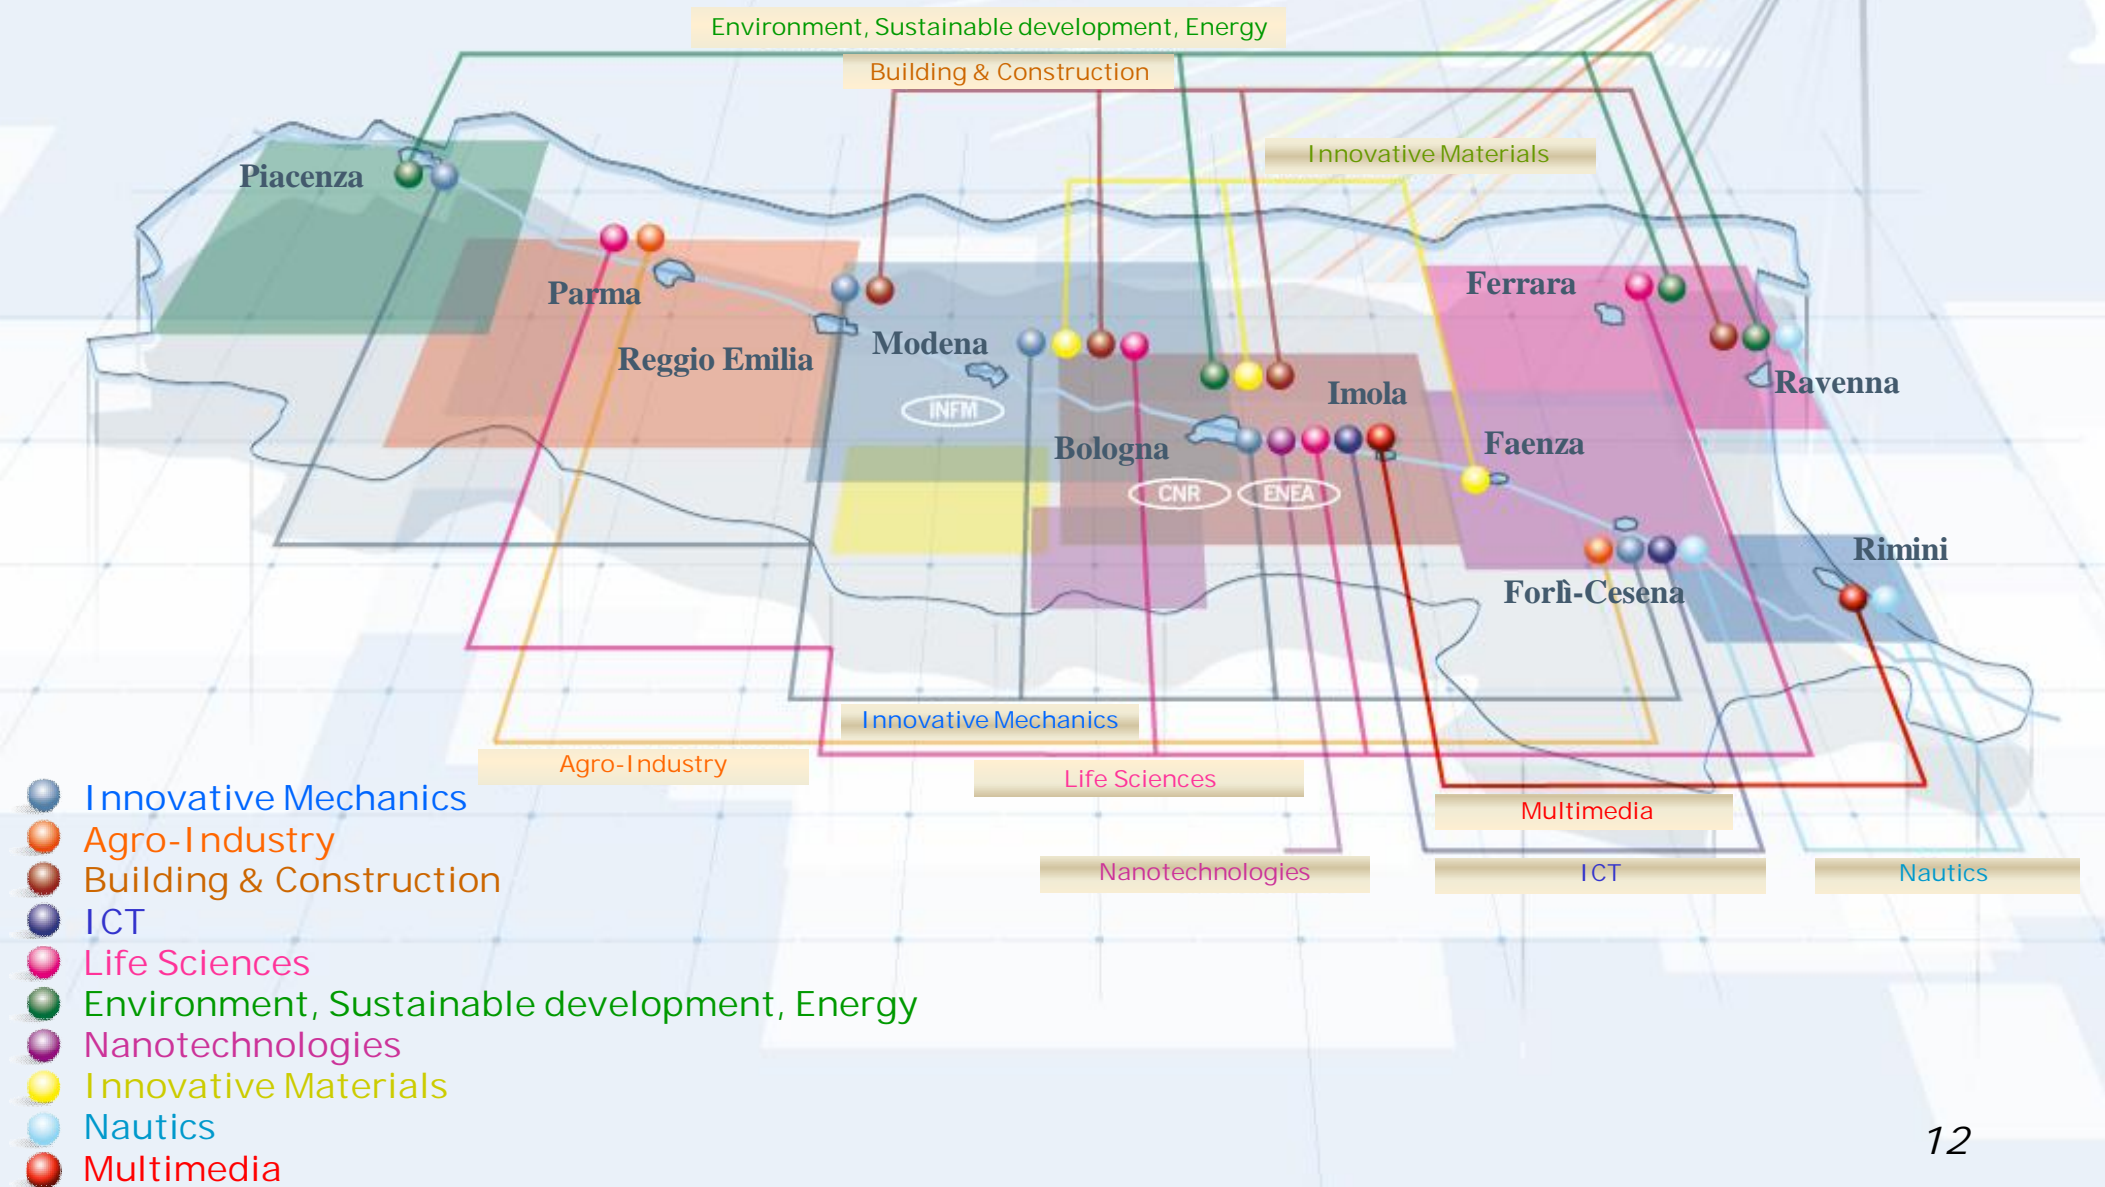 Environment, Sustainable development, Energy
Building & Construction
Innovative Materials
Piacenza
Parma
Reggio Emilia
Modena
INFM
Bologna
CNR
ENEA
Imola
Faenza
Ferrara
Ravenna
Forlì-Cesena
Rimini
Innovative Mechanics
Agro-Industry
Life Sciences
Multimedia
Nanotechnologies
ICT
Nautics
Innovative Mechanics
Agro-Industry
Building & Construction
ICT
Life Sciences
Environment, Sustainable development, Energy
Nanotechnologies
Innovative Materials
Nautics
Multimedia
12